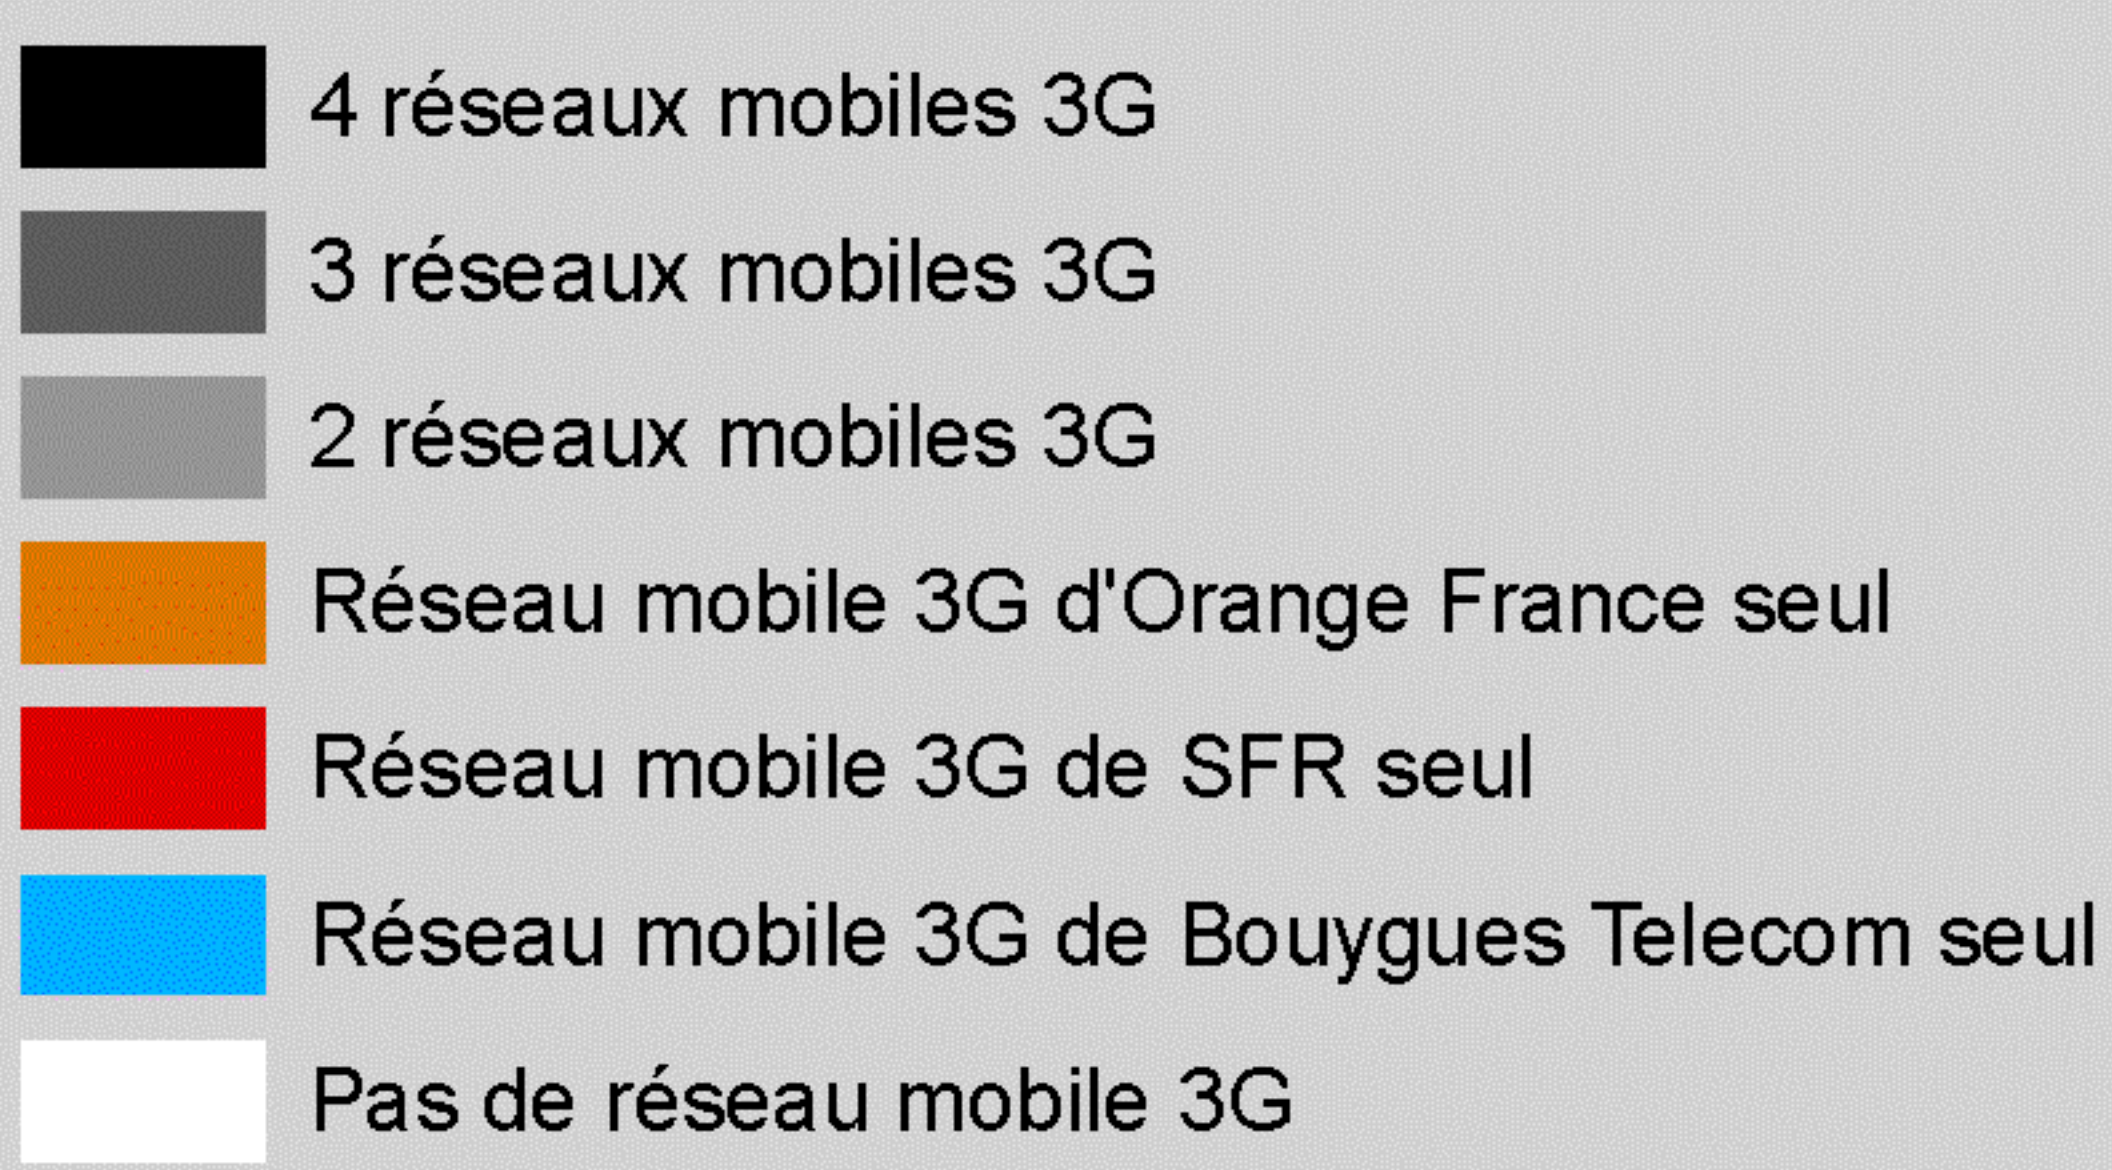 4 réseaux mobiles 3G
3 réseaux mobiles 3G
2 réseaux mobiles 3G
Réseau mobile 3G d'Orange France seul
Réseau mobile 3G de SFR seul
Réseau mobile 3G de Bouygues Telecom seul
Pas de réseau mobile 3G